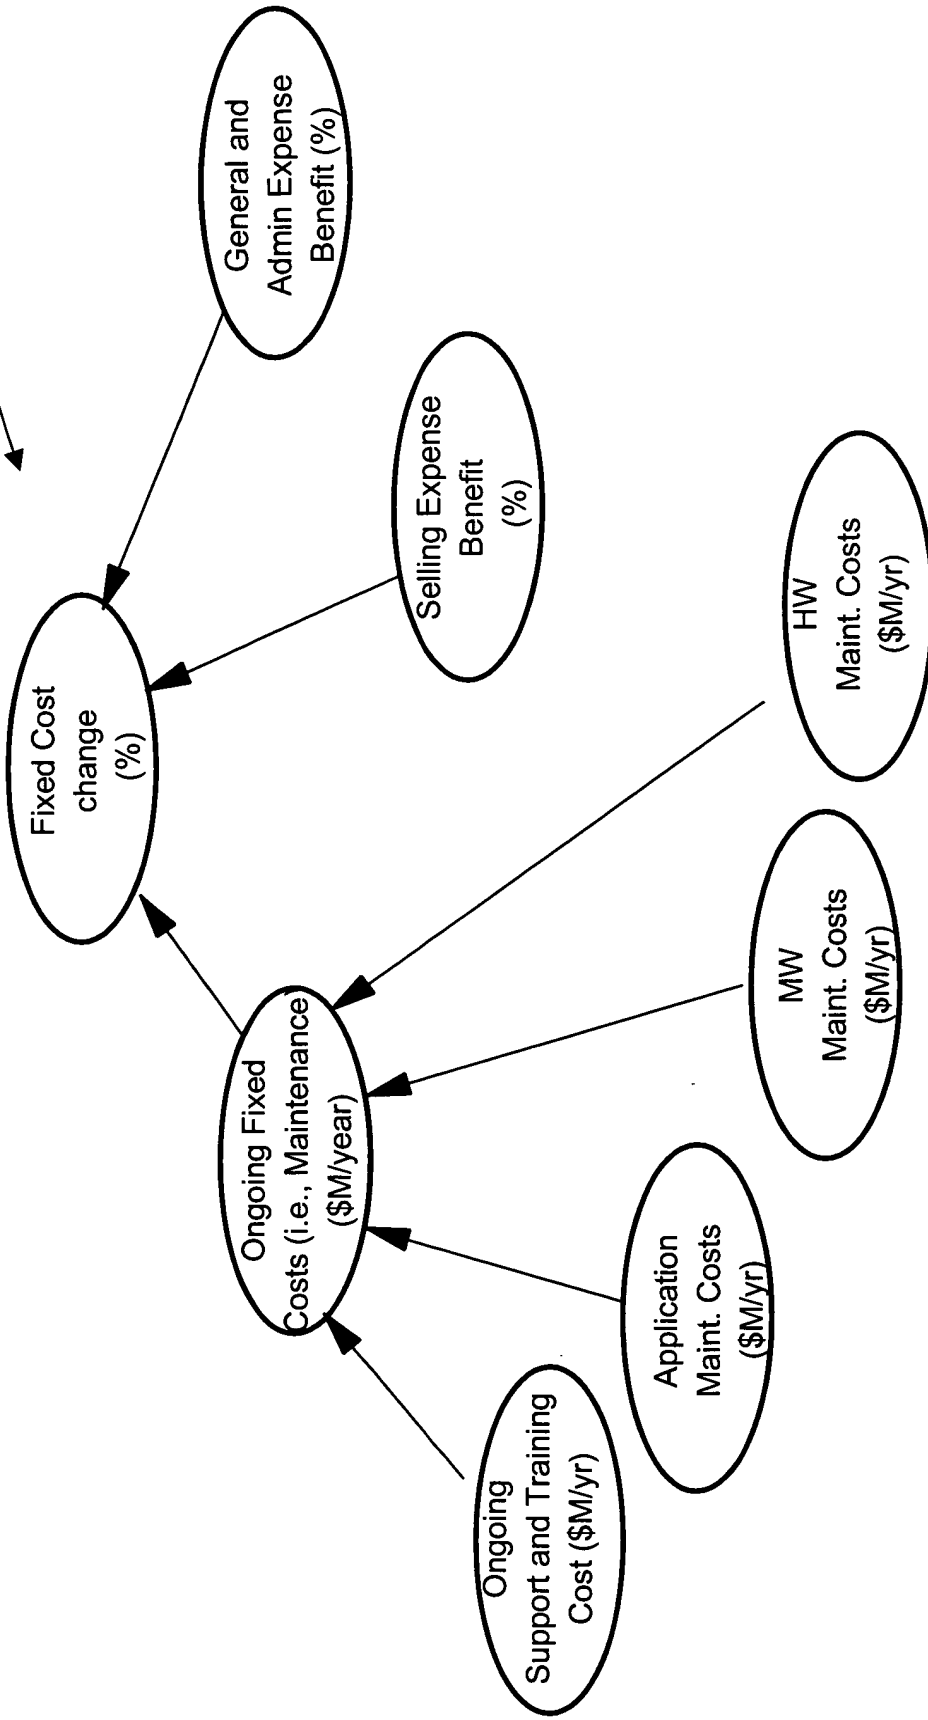 Fixed Cost
change
(%)
Ongoing Fixed
Costs (i.e., Maintenance)
($M/year)
General and
Admin Expense
Benefit (%)
Selling Expense
Benefit
(%)
Ongoing
Support and Training
Cost ($M/yr)
Application
Maint. Costs
($M/yr)
MW
Maint. Costs
($M/yr)
HW
Maint. Costs
($M/yr)